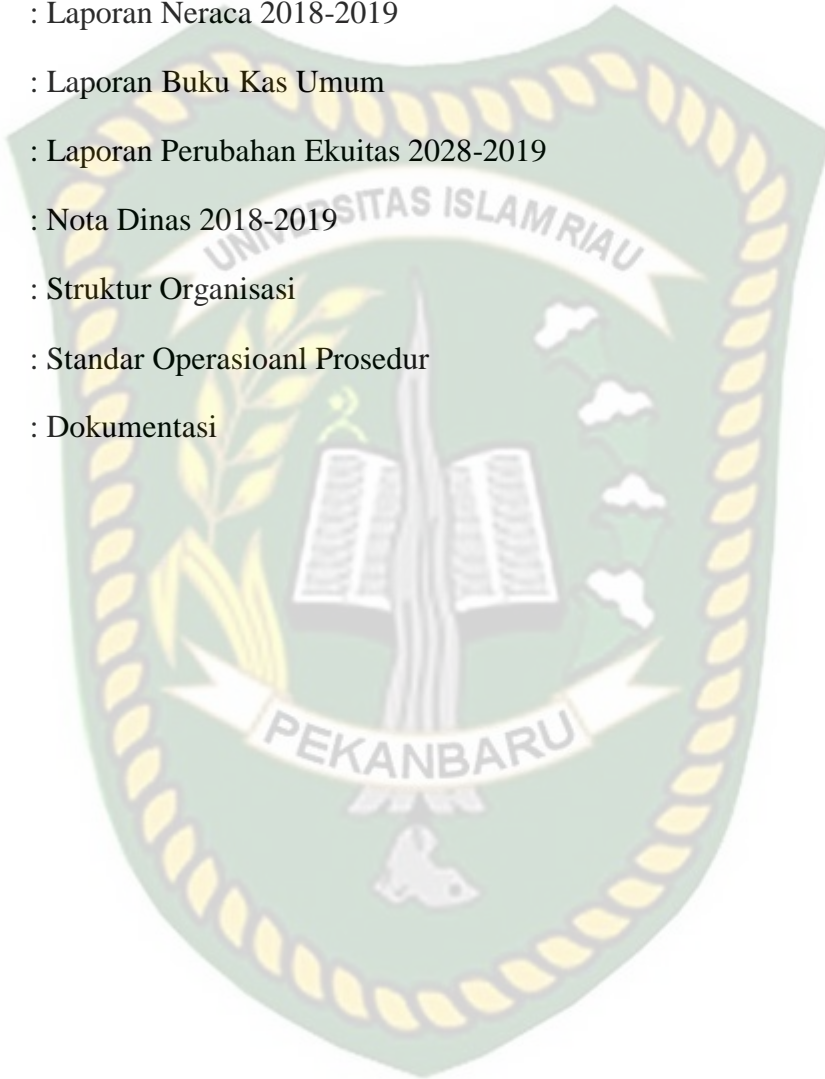 : Laporan Neraca 2018-2019
: Laporan Buku Kas Umum
: Laporan Perubahan Ekuitas 2028-2019
UNIVERSITAS ISLAM RIAU
: Nota Dinas 2018-2019
: Struktur Organisasi
: Standar Operasioanl Prosedur
: Dokumentasi
PEKANBARU